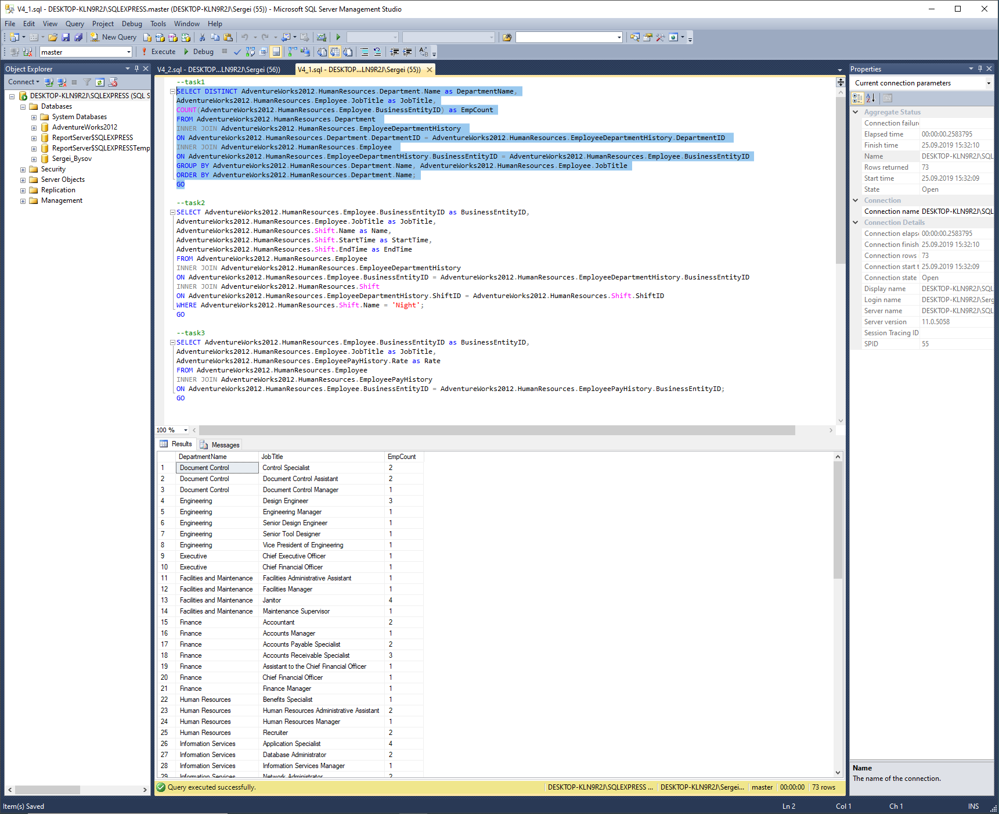 V4_1.sql - DESKTOP-KLN9R2J\SQLEXPRESS.master (DESKTOP-KLN9R2J\Sergei (55)) - Microsoft SQL Server Management Studio
File Edit View Query Project Debug Tools Window Help
New Query
master Execute Debug
Object Explorer
Connect
DESKTOP-KLN9R2J\SQLEXPRESS (SQL S
Databases
System Databases
AdventureWorks2012
ReportServer$SQLEXPRESS
ReportServer$SQLEXPRESSTemp
Sergei_Bysov
Security
Server Objects
Replication
Management
V4_2.sql - DESKTOP...LN9R2J\Sergei (56)) V4_1.sql - DESKTOP...LN9R2J\Sergei (55))
--task1
SELECT DISTINCT AdventureWorks2012.HumanResources.Department.Name as DepartmentName,
AdventureWorks2012.HumanResources.Employee.JobTitle as JobTitle,
COUNT(AdventureWorks2012.HumanResources.Employee.BusinessEntityID) as EmpCount
FROM AdventureWorks2012.HumanResources.Department
INNER JOIN AdventureWorks2012.HumanResources.EmployeeDepartmentHistory
ON AdventureWorks2012.HumanResources.Department.DepartmentID = AdventureWorks2012.HumanResources.EmployeeDepartmentHistory.DepartmentID
INNER JOIN AdventureWorks2012.HumanResources.Employee
ON AdventureWorks2012.HumanResources.EmployeeDepartmentHistory.BusinessEntityID = AdventureWorks2012.HumanResources.Employee.BusinessEntityID
GROUP BY AdventureWorks2012.HumanResources.Department.Name, AdventureWorks2012.HumanResources.Employee.JobTitle
ORDER BY AdventureWorks2012.HumanResources.Department.Name;
GO
--task2
SELECT AdventureWorks2012.HumanResources.Employee.BusinessEntityID as BusinessEntityID,
AdventureWorks2012.HumanResources.Employee.JobTitle as JobTitle,
AdventureWorks2012.HumanResources.Shift.Name as Name,
AdventureWorks2012.HumanResources.Shift.StartTime as StartTime,
AdventureWorks2012.HumanResources.Shift.EndTime as EndTime
FROM AdventureWorks2012.HumanResources.Employee
INNER JOIN AdventureWorks2012.HumanResources.EmployeeDepartmentHistory
ON AdventureWorks2012.HumanResources.Employee.BusinessEntityID = AdventureWorks2012.HumanResources.EmployeeDepartmentHistory.BusinessEntityID
INNER JOIN AdventureWorks2012.HumanResources.Shift
ON AdventureWorks2012.HumanResources.EmployeeDepartmentHistory.ShiftID = AdventureWorks2012.HumanResources.Shift.ShiftID
WHERE AdventureWorks2012.HumanResources.Shift.Name = 'Night';
GO
--task3
SELECT AdventureWorks2012.HumanResources.Employee.BusinessEntityID as BusinessEntityID,
AdventureWorks2012.HumanResources.Employee.JobTitle as JobTitle,
AdventureWorks2012.HumanResources.EmployeePayHistory.Rate as Rate
FROM AdventureWorks2012.HumanResources.Employee
INNER JOIN AdventureWorks2012.HumanResources.EmployeePayHistory
ON AdventureWorks2012.HumanResources.Employee.BusinessEntityID = AdventureWorks2012.HumanResources.EmployeePayHistory.BusinessEntityID;
GO
100 %
Results Messages
DepartmentName JobTitle EmpCount
1 Document Control Control Specialist 2
2 Document Control Document Control Assistant 2
3 Document Control Document Control Manager 1
4 Engineering Design Engineer 3
5 Engineering Engineering Manager 1
6 Engineering Senior Design Engineer 1
7 Engineering Senior Tool Designer 1
8 Engineering Vice President of Engineering 1
9 Executive Chief Executive Officer 1
10 Executive Chief Financial Officer 1
11 Facilities and Maintenance Facilities Administrative Assistant 1
12 Facilities and Maintenance Facilities Manager 1
13 Facilities and Maintenance Janitor 4
14 Facilities and Maintenance Maintenance Supervisor 1
15 Finance Accountant 2
16 Finance Accounts Manager 1
17 Finance Accounts Payable Specialist 2
18 Finance Accounts Receivable Specialist 3
19 Finance Assistant to the Chief Financial Officer 1
20 Finance Chief Financial Officer 1
21 Finance Finance Manager 1
22 Human Resources Benefits Specialist 1
23 Human Resources Human Resources Administrative Assistant 2
24 Human Resources Human Resources Manager 1
25 Human Resources Recruiter 2
26 Information Services Application Specialist 4
27 Information Services Database Administrator 2
28 Information Services Information Services Manager 1
29 Information Services Network Administrator 2
Query executed successfully. DESKTOP-KLN9R2J\SQLEXPRESS ... DESKTOP-KLN9R2J\Sergei... master 00:00:00 73 rows
Properties
Current connection parameters
Aggregate Status
Connection failure
Elapsed time 00:00:00.2583795
Finish time 25.09.2019 15:32:10
Name DESKTOP-KLN9R2J\SQL
Rows returned 73
Start time 25.09.2019 15:32:09
State Open
Connection
Connection name DESKTOP-KLN9R2J\SQL
Connection Details
Connection elaps 00:00:00.2583795
Connection finish 25.09.2019 15:32:10
Connection rows 73
Connection start t 25.09.2019 15:32:09
Connection state Open
Display name DESKTOP-KLN9R2J\SQL
Login name DESKTOP-KLN9R2J\Serg
Server name DESKTOP-KLN9R2J\SQL
Server version 11.0.5058
Session Tracing ID
SPID 55
Name
The name of the connection.
Item(s) Saved Ln 2 Col 1 Ch 1 INS